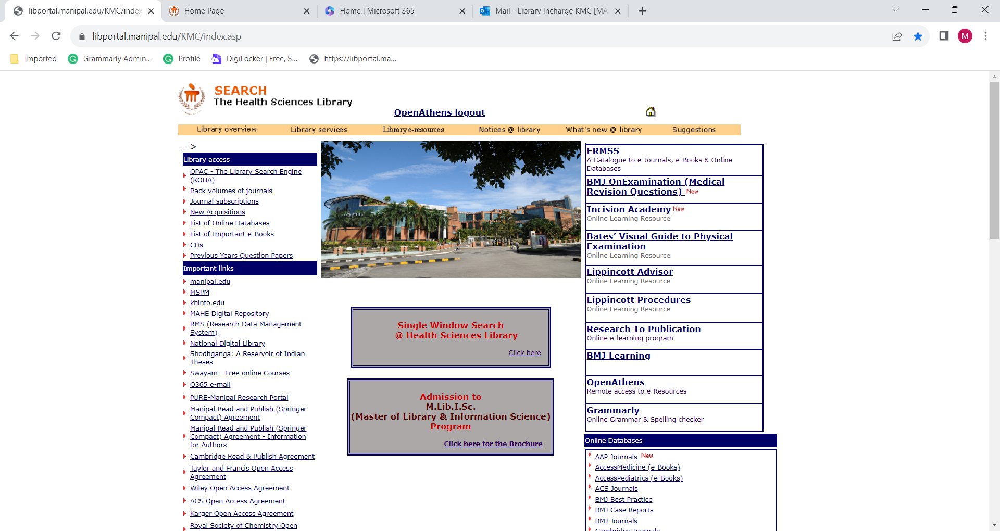 libportal.manipal.edu/KMC/index
Home Page
Home | Microsoft 365
Mail - Library Incharge KMC [MA
libportal.manipal.edu/KMC/index.asp
M
Imported
Grammarly Admin...
Profile
DigiLocker | Free, S...
https://libportal.ma...
SEARCH
The Health Sciences Library
OpenAthens logout
Library overview
Library services
Library e-resources
Notices @ library
What's new @ library
Suggestions
-->
Library access
OPAC - The Library Search Engine
(KOHA)
Back volumes of journals
Journal subscriptions
New Acquisitions
List of Online Databases
List of Important e-Books
CDs
Previous Years Question Papers
Important links
manipal.edu
MSPM
khinfo.edu
MAHE Digital Repository
RMS (Research Data Management
System)
National Digital Library
Shodhganga: A Reservoir of Indian
Theses
Swayam - Free online Courses
O365 e-mail
PURE-Manipal Research Portal
Manipal Read and Publish (Springer
Compact) Agreement
Manipal Read and Publish (Springer
Compact) Agreement - Information
for Authors
Cambridge Read & Publish Agreement
Taylor and Francis Open Access
Agreement
Wiley Open Access Agreement
ACS Open Access Agreement
Karger Open Access Agreement
Royal Society of Chemistry Open
Single Window Search
@ Health Sciences Library
Click here
Admission to
M.Lib.I.Sc.
(Master of Library & Information Science)
Program
Click here for the Brochure
ERMSS
A Catalogue to e-Journals, e-Books & Online
Databases
BMJ OnExamination (Medical
Revision Questions) New
Incision Academy New
Online Learning Resource
Bates’ Visual Guide to Physical
Examination
Online Learning Resource
Lippincott Advisor
Online Learning Resource
Lippincott Procedures
Online Learning Resource
Research To Publication
Online e-learning program
BMJ Learning
OpenAthens
Remote access to e-Resources
Grammarly
Online Grammar & Spelling checker
Online Databases
AAP Journals New
AccessMedicine (e-Books)
AccessPediatrics (e-Books)
ACS Journals
BMJ Best Practice
BMJ Case Reports
BMJ Journals
Cambridge Journals